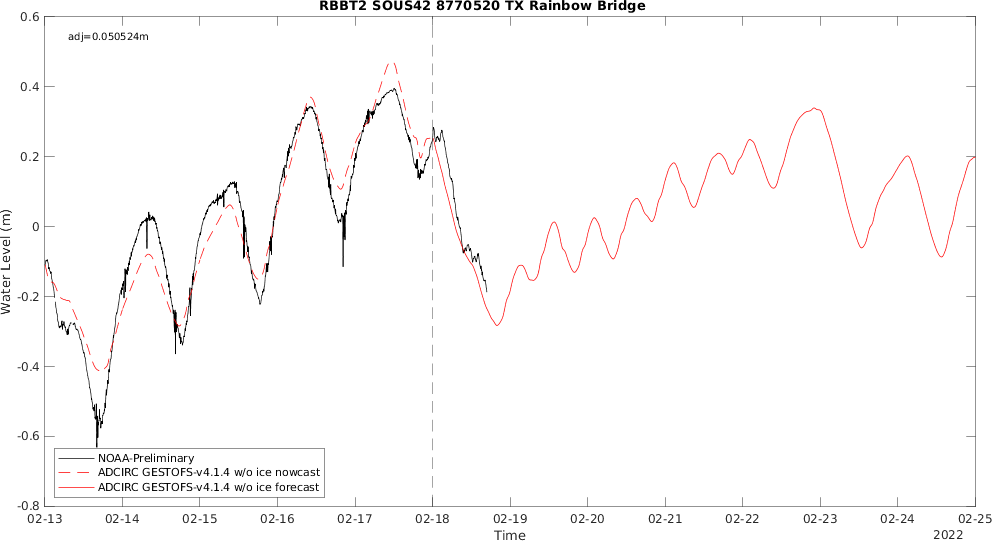 RBBT2 SOUS42 8770520 TX Rainbow Bridge
adj=0.050524m
0.6
0.4
0.2
0
-0.2
-0.4
-0.6
-0.8
Water Level (m)
NOAA-Preliminary
ADCIRC GESTOFS-v4.1.4 w/o ice nowcast
ADCIRC GESTOFS-v4.1.4 w/o ice forecast
02-13 02-14 02-15 02-16 02-17 02-18 02-19 02-20 02-21 02-22 02-23 02-24 02-25
Time
2022